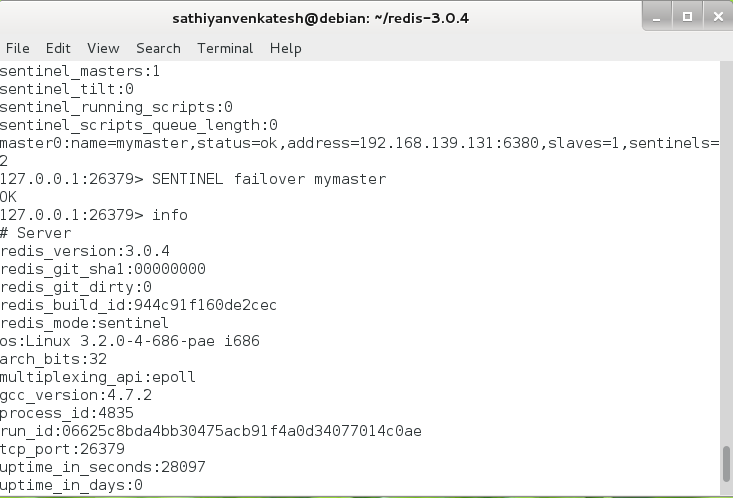 sathiyanvenkatesh@debian: ~/redis-3.0.4
File Edit View Search Terminal Help
sentinel_masters:1
sentinel_tilt:0
sentinel_running_scripts:0
sentinel_scripts_queue_length:0
master0:name=mymaster,status=ok,address=192.168.139.131:6380,slaves=1,sentinels=
2
127.0.0.1:26379> SENTINEL failover mymaster
OK
127.0.0.1:26379> info
# Server
redis_version:3.0.4
redis_git_sha1:00000000
redis_git_dirty:0
redis_build_id:944c91f160de2cec
redis_mode:sentinel
os:Linux 3.2.0-4-686-pae i686
arch_bits:32
multiplexing_api:epoll
gcc_version:4.7.2
process_id:4835
run_id:06625c8bda4bb30475acb91f4a0d34077014c0ae
tcp_port:26379
uptime_in_seconds:28097
uptime_in_days:0